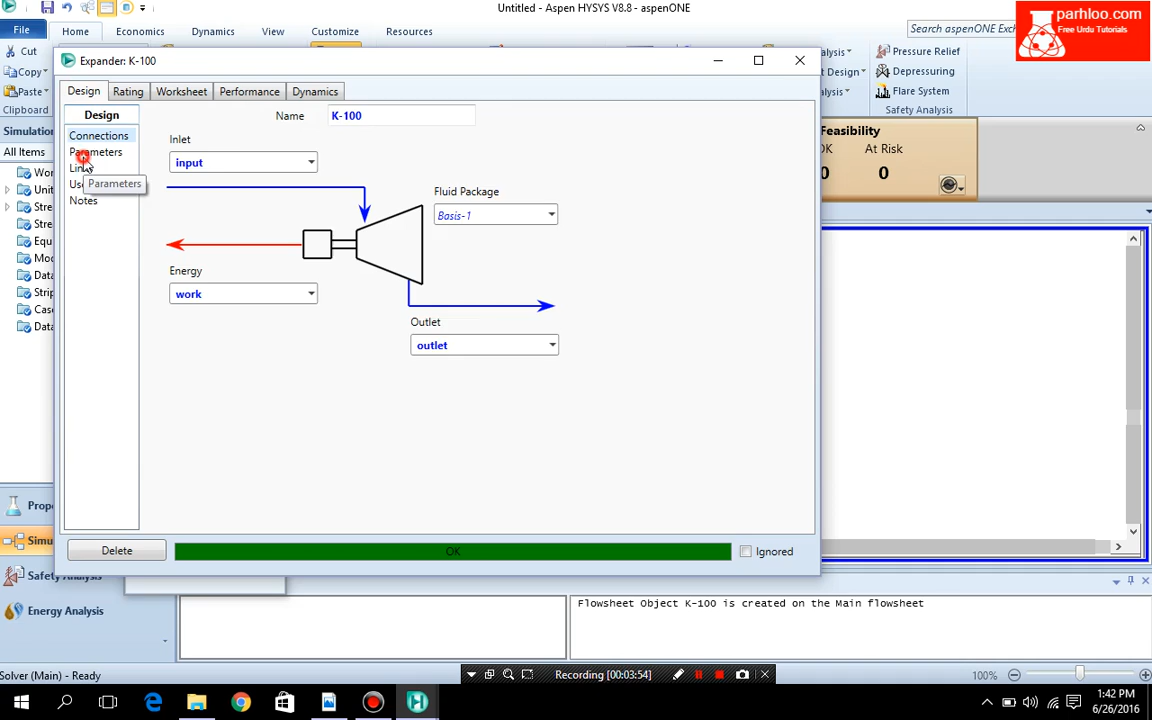 Untitled - Aspen HYSYS V8.8 - aspenONE
parhloo.com
Free Urdu Tutorials
File
Home
Economics
Dynamics
View
Customize
Resources
Search aspenONE Exc
Cut
Copy
Paste
Clipboard
Pressure Relief
Depressuring
Flare System
Safety Analysis
Expander: K-100
Design
Rating
Worksheet
Performance
Dynamics
Design
Connections
Parameters
Parameters
Notes
Name
K-100
Inlet
input
Fluid Package
Basis-1
Energy
work
Outlet
outlet
Delete
OK
Ignored
Feasibility
OK
At Risk
0
0
All Items
Safety Analysis
Energy Analysis
Flowsheet Object K-100 is created on the Main flowsheet
Solver (Main) - Ready
Recording [00:03:54]
100%
1:42 PM
6/26/2016